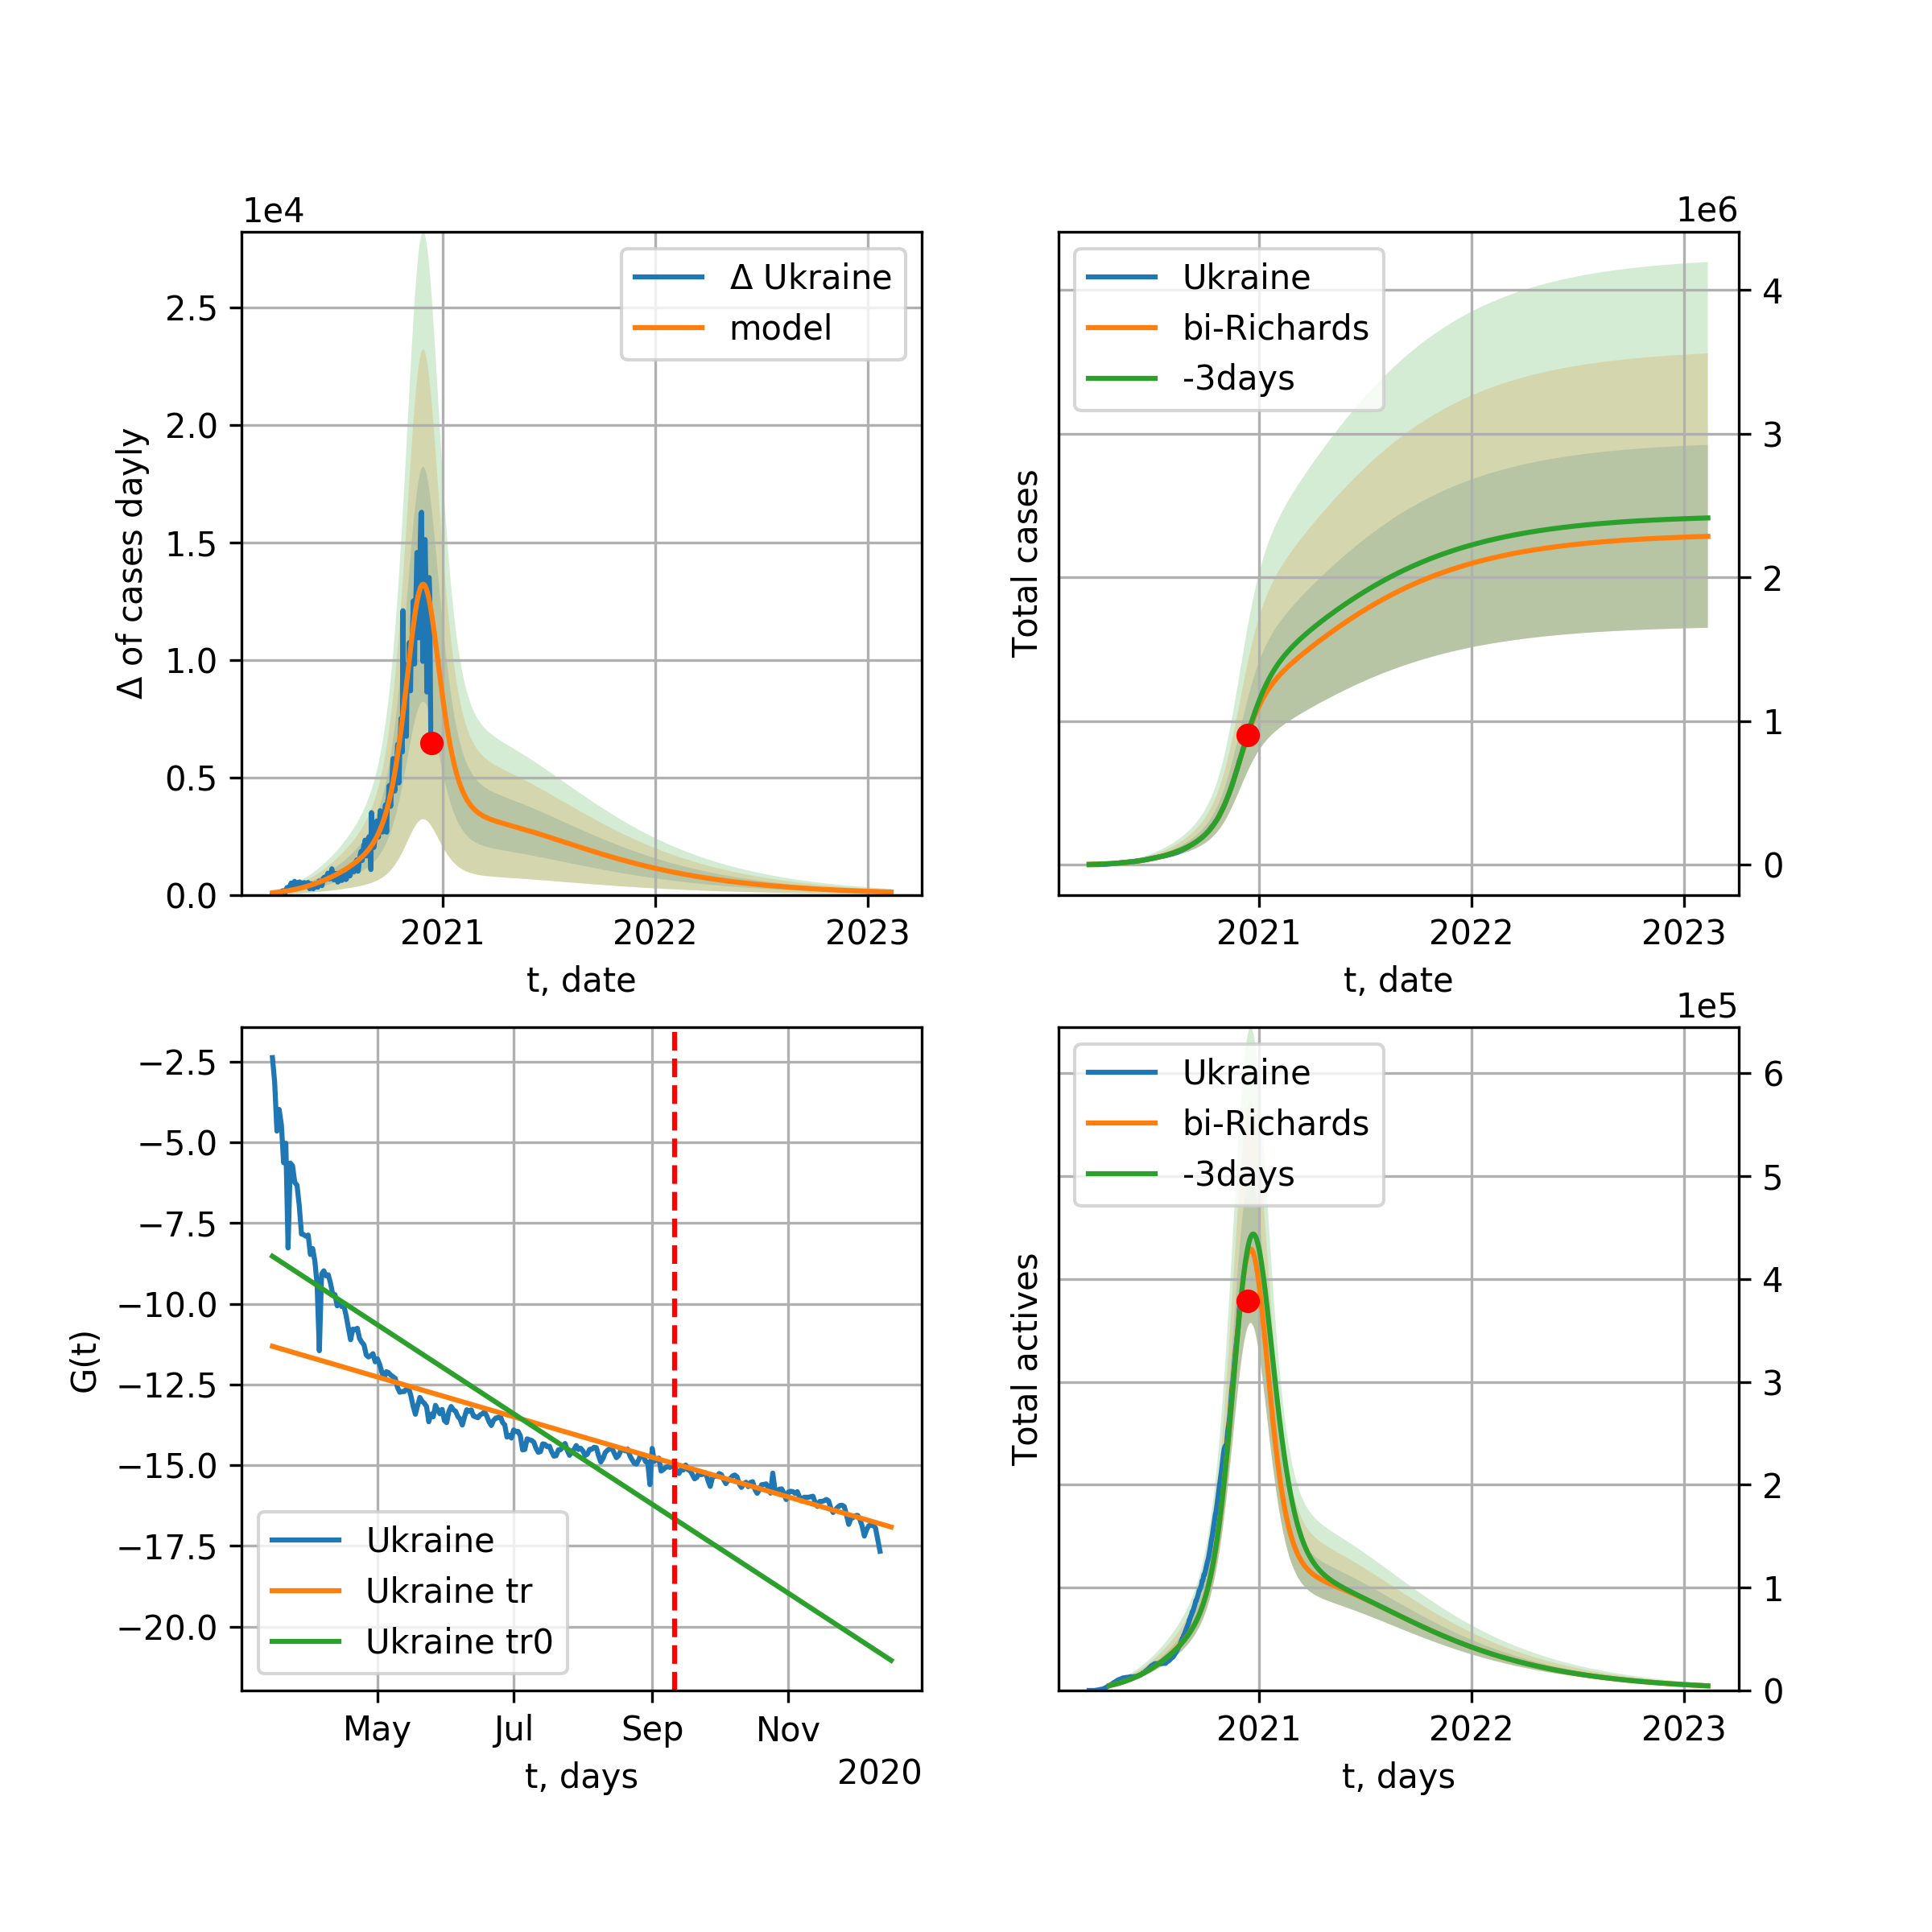 1e4
2.5
2.0
1.5
1.0
0.5
0.0
Δ of cases dayly
Δ Ukraine
model
2021 2022 2023
t, date
1e6
Ukraine
bi-Richards
-3days
Total cases
4
3
2
1
0
2021 2022 2023
t, date
−2.5
−5.0
−7.5
−10.0
−12.5
−15.0
−17.5
−20.0
G(t)
Ukraine
Ukraine tr
Ukraine tr0
May Jul Sep Nov
t, days
2020
1e5
Ukraine
bi-Richards
-3days
Total actives
6
5
4
3
2
1
0
2021 2022 2023
t, days